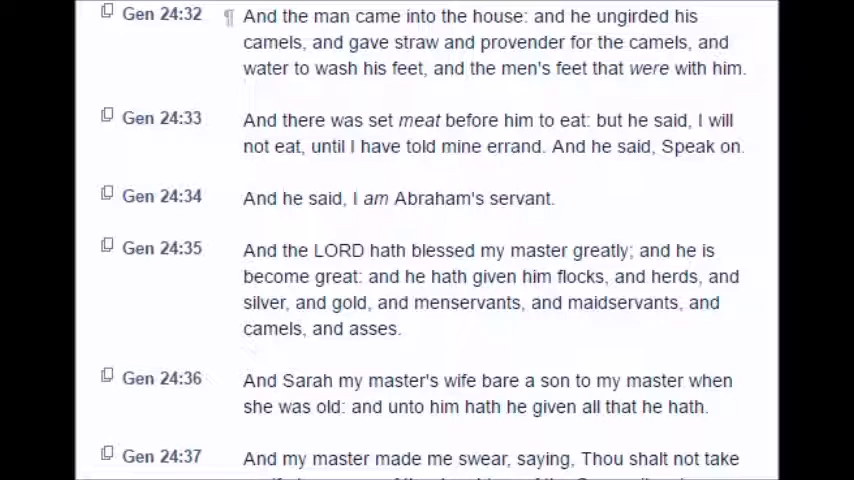 Gen 24:32 ¶ And the man came into the house: and he ungirded his
camels, and gave straw and provender for the camels, and
water to wash his feet, and the men's feet that were with him.
Gen 24:33 And there was set meat before him to eat: but he said, I will
not eat, until I have told mine errand. And he said, Speak on.
Gen 24:34 And he said, I am Abraham's servant.
Gen 24:35 And the LORD hath blessed my master greatly; and he is
become great: and he hath given him flocks, and herds, and
silver, and gold, and menservants, and maidservants, and
camels, and asses.
Gen 24:36 And Sarah my master's wife bare a son to my master when
she was old: and unto him hath he given all that he hath.
Gen 24:37 And my master made me swear, saying, Thou shalt not take